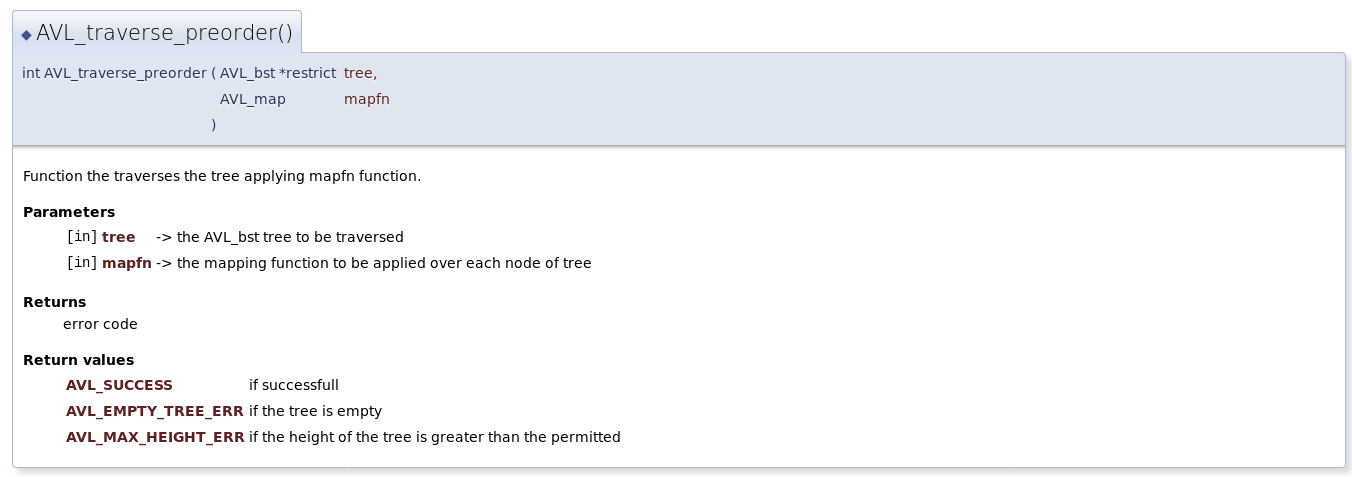 AVL_traverse_preorder()
int AVL_traverse_preorder ( AVL_bst *restrict tree,
AVL_map mapfn
)
Function the traverses the tree applying mapfn function.
Parameters
[in] tree -> the AVL_bst tree to be traversed
[in] mapfn -> the mapping function to be applied over each node of tree
Returns
error code
Return values
AVL_SUCCESS if successfull
AVL_EMPTY_TREE_ERR if the tree is empty
AVL_MAX_HEIGHT_ERR if the height of the tree is greater than the permitted